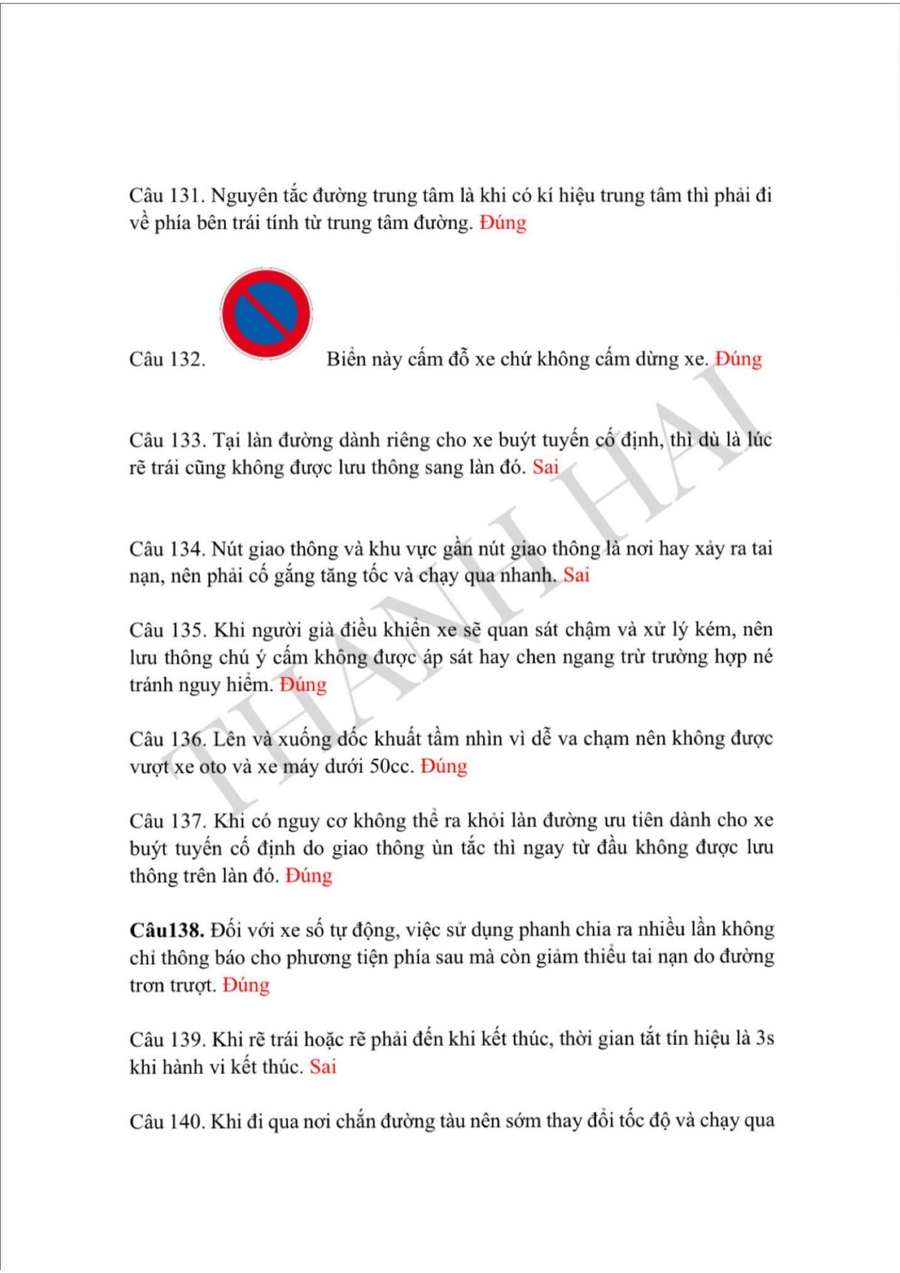 Câu 131. Nguyên tắc đường trung tâm là khi có kí hiệu trung tâm thì phải đi
về phía bên trái tính từ trung tâm đường. Đúng
Câu 132. Biển này cấm đỗ xe chứ không cấm dừng xe. Đúng
Câu 133. Tại làn đường dành riêng cho xe buýt tuyến cố định, thì dù là lúc
rẽ trái cũng không được lưu thông sang làn đó. Sai
Câu 134. Nút giao thông và khu vực gần nút giao thông là nơi hay xảy ra tai
nạn, nên phải cố gắng tăng tốc và chạy qua nhanh. Sai
Câu 135. Khi người già điều khiển xe sẽ quan sát chậm và xử lý kém, nên
lưu thông chú ý cấm không được áp sát hay chen ngang trừ trường hợp né
tránh nguy hiểm. Đúng
Câu 136. Lên và xuống dốc khuất tầm nhìn vì dễ va chạm nên không được
vượt xe oto và xe máy dưới 50cc. Đúng
Câu 137. Khi có nguy cơ không thể ra khỏi làn đường ưu tiên dành cho xe
buýt tuyến cố định do giao thông ùn tắc thì ngay từ đầu không được lưu
thông trên làn đó. Đúng
Câu138. Đối với xe số tự động, việc sử dụng phanh chia ra nhiều lần không
chỉ thông báo cho phương tiện phía sau mà còn giảm thiểu tai nạn do đường
trơn trượt. Đúng
Câu 139. Khi rẽ trái hoặc rẽ phải đến khi kết thúc, thời gian tắt tín hiệu là 3s
khi hành vi kết thúc. Sai
Câu 140. Khi đi qua nơi chắn đường tàu nên sớm thay đổi tốc độ và chạy qua
THANH HAI